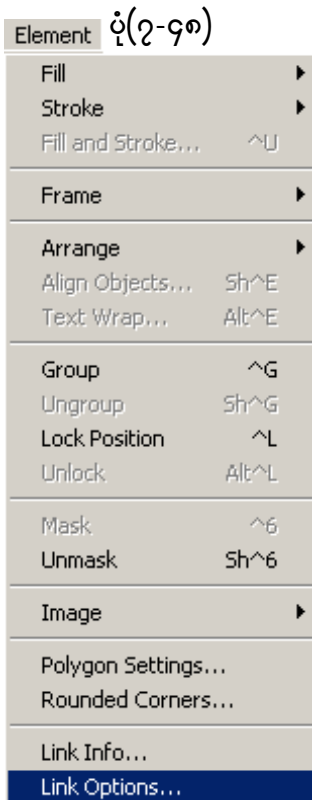 Element ပုံ(၇-၄၈)
Fill
Stroke
Fill and Stroke... ^U
Frame
Arrange
Align Objects... Sh^E
Text Wrap... Alt^E
Group ^G
Ungroup Sh^G
Lock Position ^L
Unlock Alt^L
Mask ^6
Unmask Sh^6
Image
Polygon Settings...
Rounded Corners...
Link Info...
Link Options...